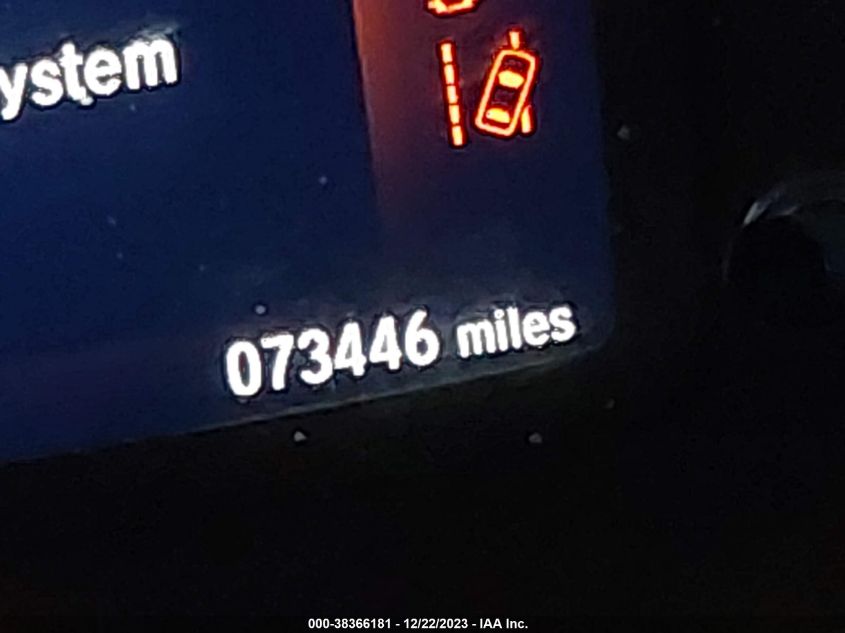 ystem
073446 miles
000-38366181 - 12/22/2023 - IAA Inc.